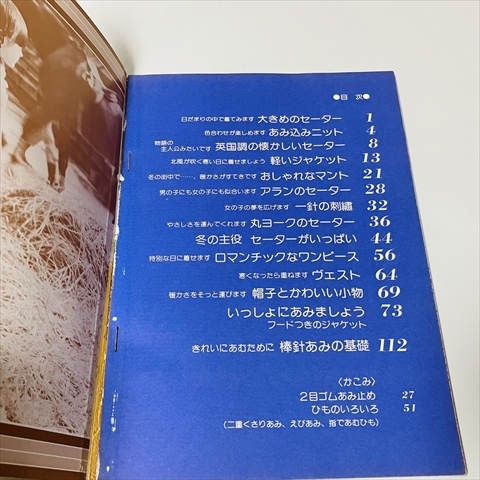 ●目 次●
日だまりの中で着てみます 大きめのセーター 1
色合わせが楽しめます あみ込みニット 4
物語の
主人公みたいです 英国調の懐かしいセーター 8
北風が吹く寒い日に着せましょう 軽いジャケット 13
冬の街中で……、暖かさがすてきです おしゃれなマント 21
男の子にも女の子にも似合います アランのセーター 28
女の子の夢を広げます 一針の刺繡 32
やさしさを運んでくれます 丸ヨークのセーター 36
冬の主役 セーターがいっぱい 44
特別な日に着せます ロマンチックなワンピース 56
寒くなったら重ねます ヴェスト 64
暖かさをそっと運びます 帽子とかわいい小物 69
いっしょにあみましょう 73
フードつきのジャケット
きれいにあむために 棒針あみの基礎 112
〈かこみ〉
2目ゴムあみ止め 27
ひものいろいろ 51
(二重くさりあみ、えびあみ、指であむひも)